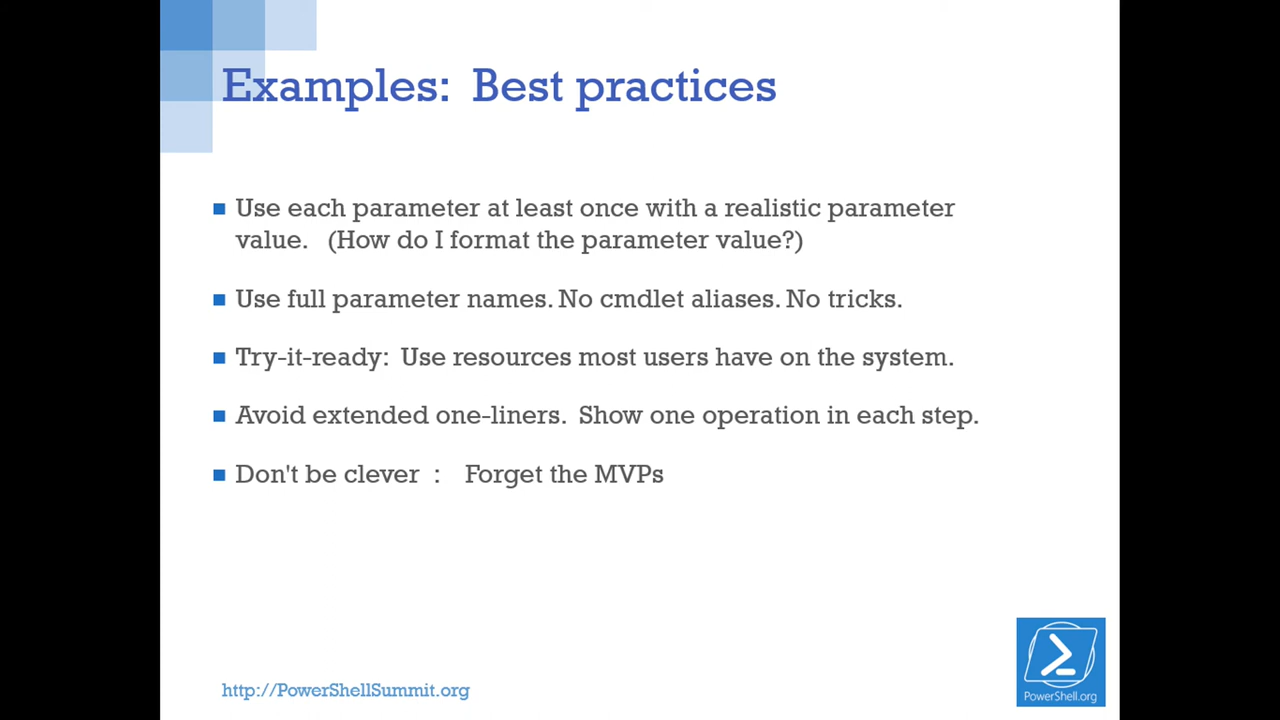 Examples:  Best practices
Use each parameter at least once with a realistic parameter
value.   (How do I format the parameter value?)
Use full parameter names. No cmdlet aliases. No tricks.
Try-it-ready:  Use resources most users have on the system.
Avoid extended one-liners.  Show one operation in each step.
Don't be clever  :   Forget the MVPs
http://PowerShellSummit.org
PowerShell.org